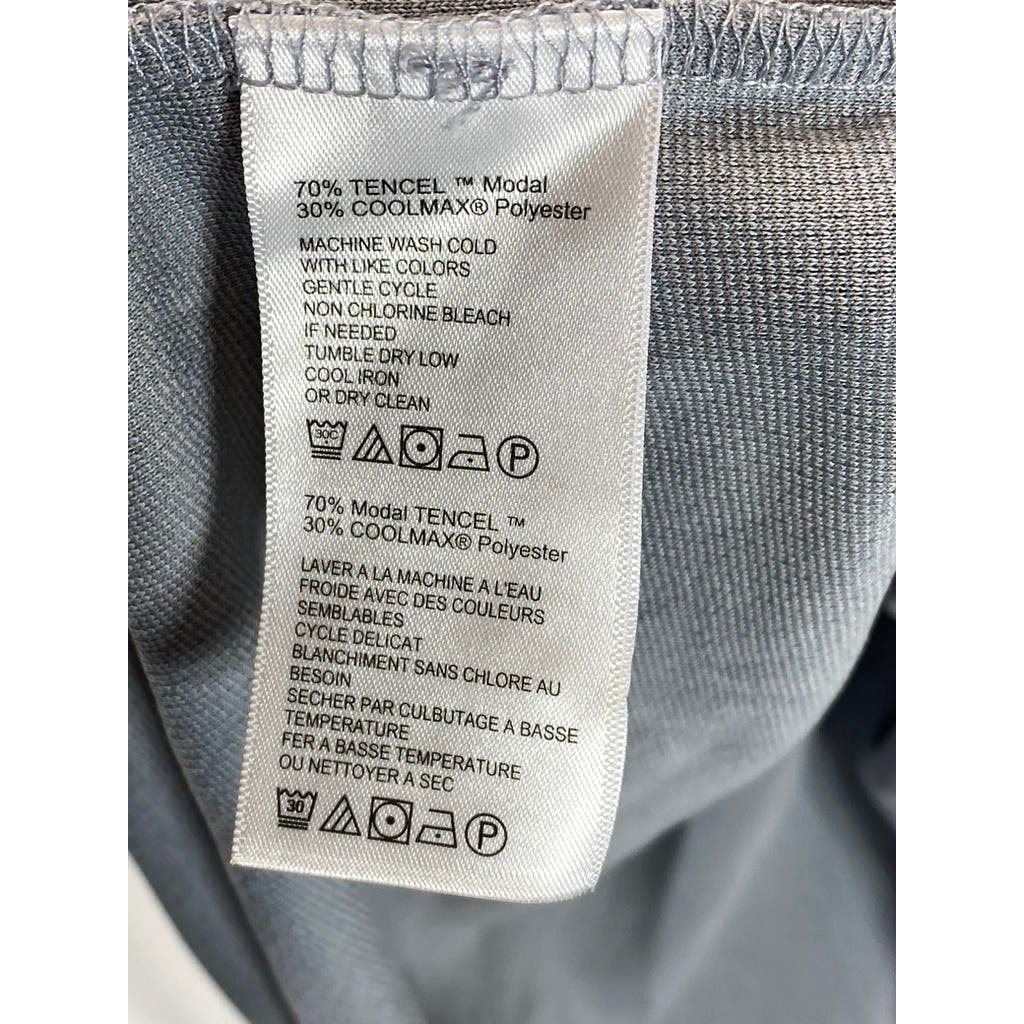 70% TENCEL ™ Modal
30% COOLMAX® Polyester
MACHINE WASH COLD
WITH LIKE COLORS
GENTLE CYCLE
NON CHLORINE BLEACH
IF NEEDED
TUMBLE DRY LOW
COOL IRON
OR DRY CLEAN
30C P
70% Modal TENCEL ™
30% COOLMAX® Polyester
LAVER A LA MACHINE A L'EAU
FROIDE AVEC DES COULEURS
SEMBLABLES
CYCLE DELICAT
BLANCHIMENT SANS CHLORE AU
BESOIN
SECHER PAR CULBUTAGE A BASSE
TEMPERATURE
FER A BASSE TEMPERATURE
OU NETTOYER A SEC
30 P